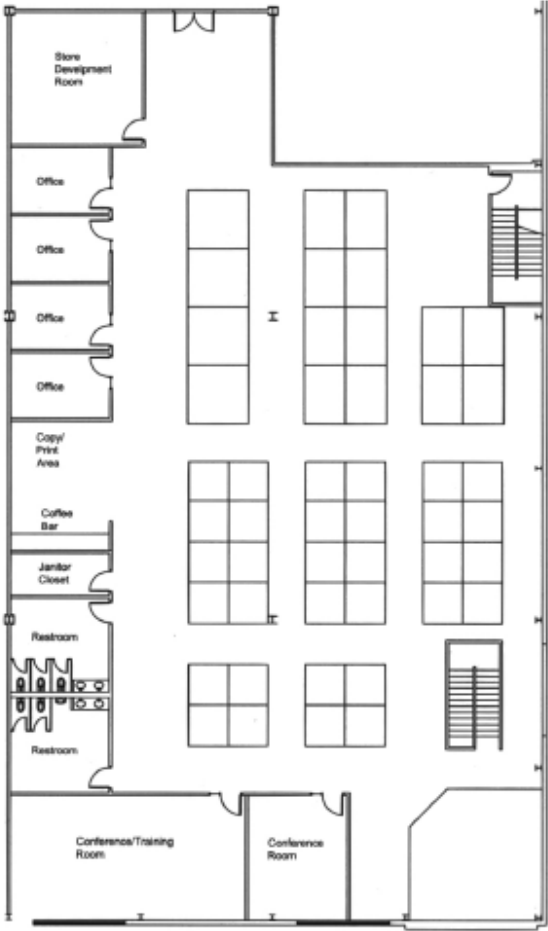 Store
Develpment
Room
Office
Office
Office
Office
Copy/
Print
Area
Coffee
Bar
Janitor
Closet
Restroom
Restroom
Conference/Training
Room
Conference
Room